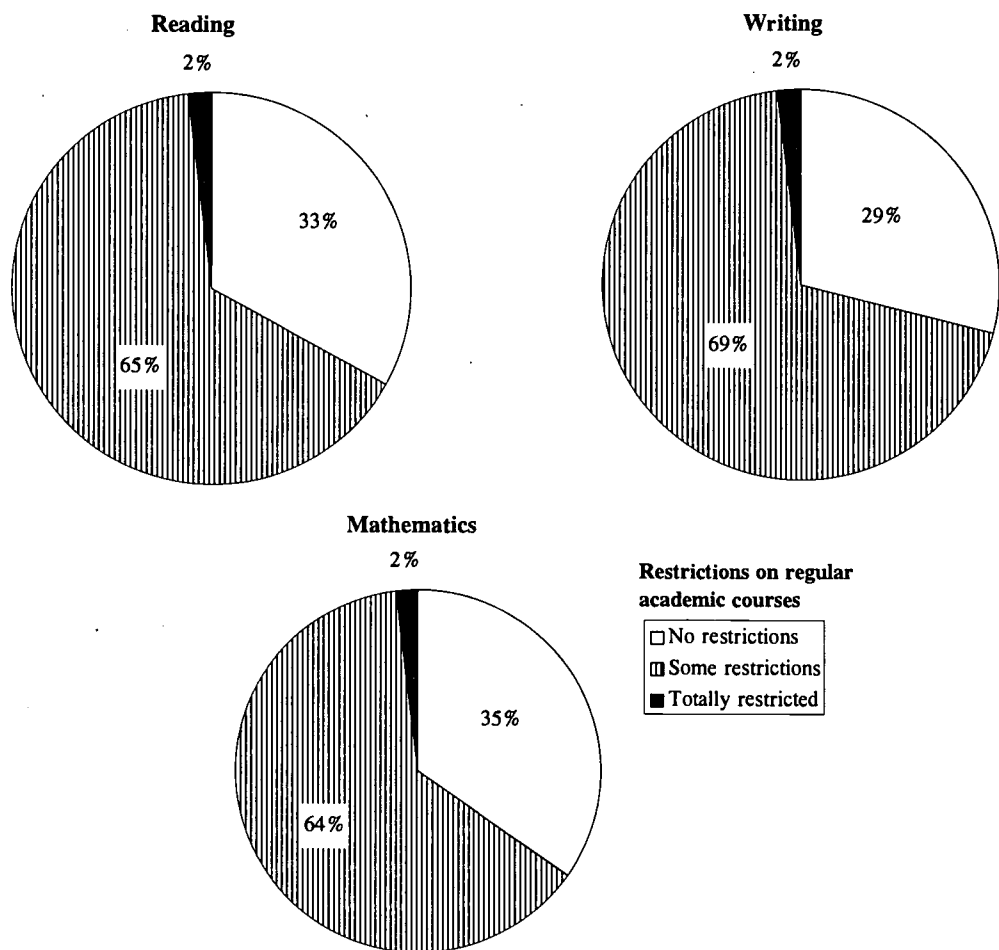 Reading
2%
33%
65%
Writing
2%
29%
69%
Mathematics
2%
35%
64%
Restrictions on regular
academic courses
No restrictions
Some restrictions
Totally restricted